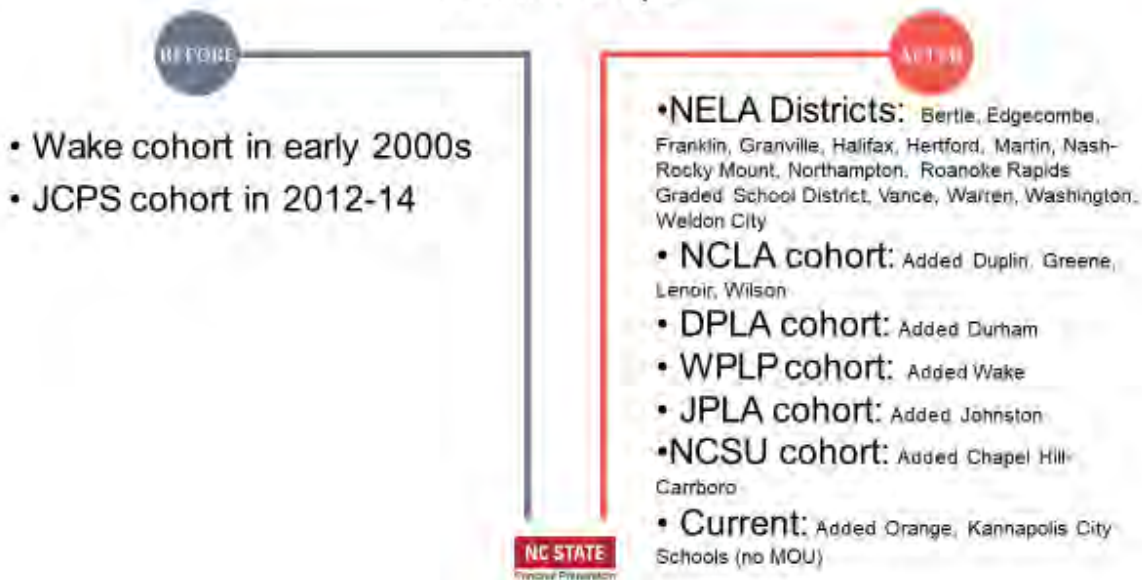 BEFORE
• Wake cohort in early 2000s
• JCPS cohort in 2012-14
AFTER
•NELA Districts: Bertie, Edgecombe,
Franklin, Granville, Halifax, Hertford, Martin, Nash-
Rocky Mount, Northampton, Roanoke Rapids
Graded School District, Vance, Warren, Washington,
Weldon City
• NCLA cohort: Added Duplin, Greene,
Lenoir, Wilson
• DPLA cohort: Added Durham
• WPLP cohort: Added Wake
• JPLA cohort: Added Johnston
•NCSU cohort: Added Chapel Hill-
Carrboro
• Current: Added Orange, Kannapolis City
Schools (no MOU)
NC STATE
Principal Preparation